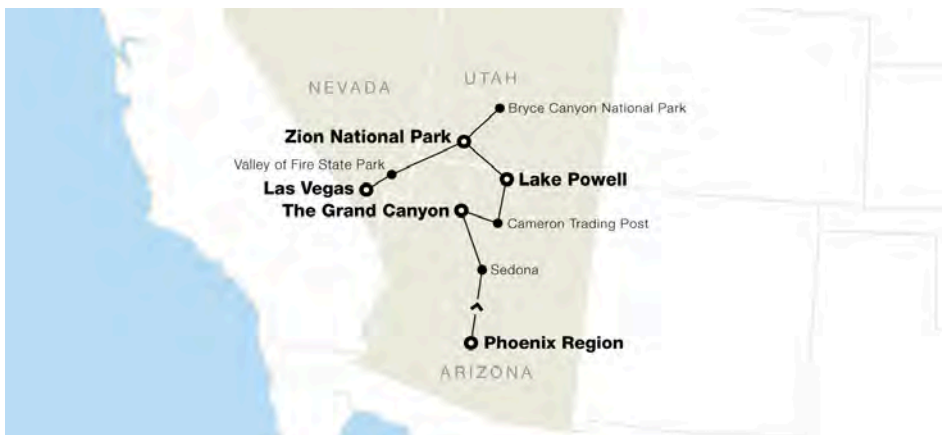 NEVADA
UTAH
Bryce Canyon National Park
Zion National Park
Valley of Fire State Park
Las Vegas
Lake Powell
The Grand Canyon
Cameron Trading Post
Sedona
Phoenix Region
ARIZONA